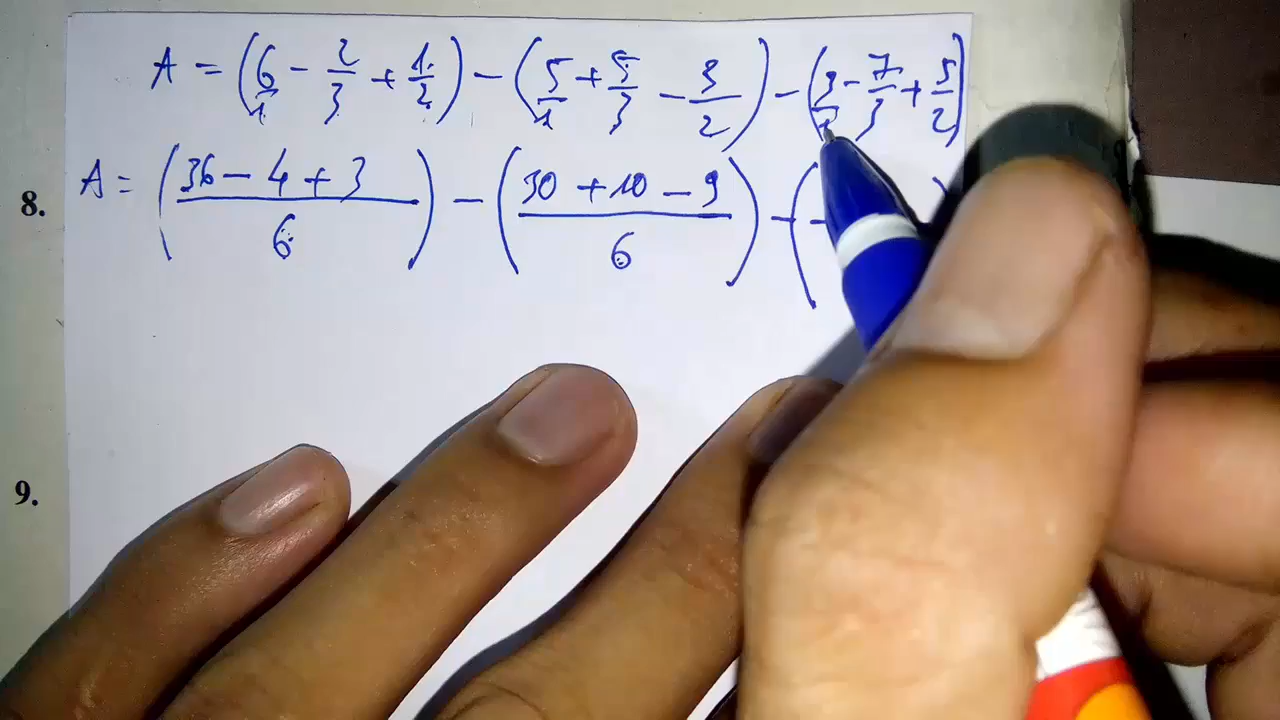 A = (6/1 - 2/3 + 1/2) - (5/1 + 5/3 - 3/2) - (3/1 - 7/3 + 5/2)
8. A = ((36 - 4 + 3)/6) - ((30 + 10 - 9)/6) - (
9.